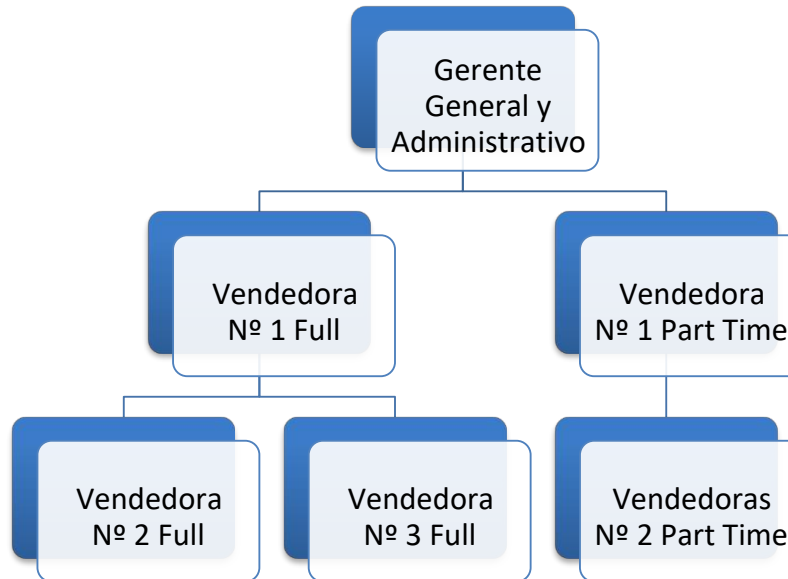 Gerente
General y
Administrativo
Vendedora
Nº 1 Full
Vendedora
Nº 1 Part Time
Vendedora
Nº 2 Full
Vendedora
Nº 3 Full
Vendedoras
Nº 2 Part Time